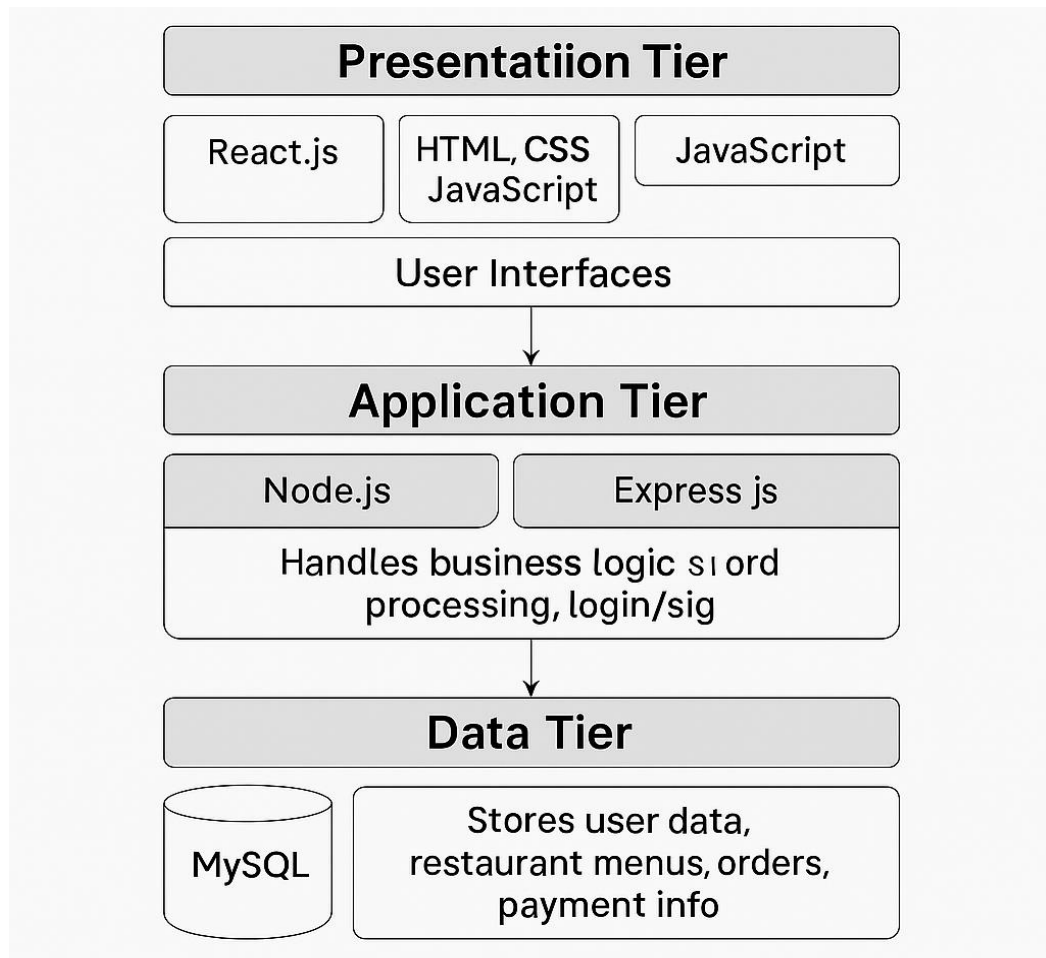 Presentatiion Tier
React.js
HTML, CSS
JavaScript
JavaScript
User Interfaces
Application Tier
Node.js
Express js
Handles business logic ord
processing, login/sig
Data Tier
MySQL
Stores user data,
restaurant menus, orders,
payment info